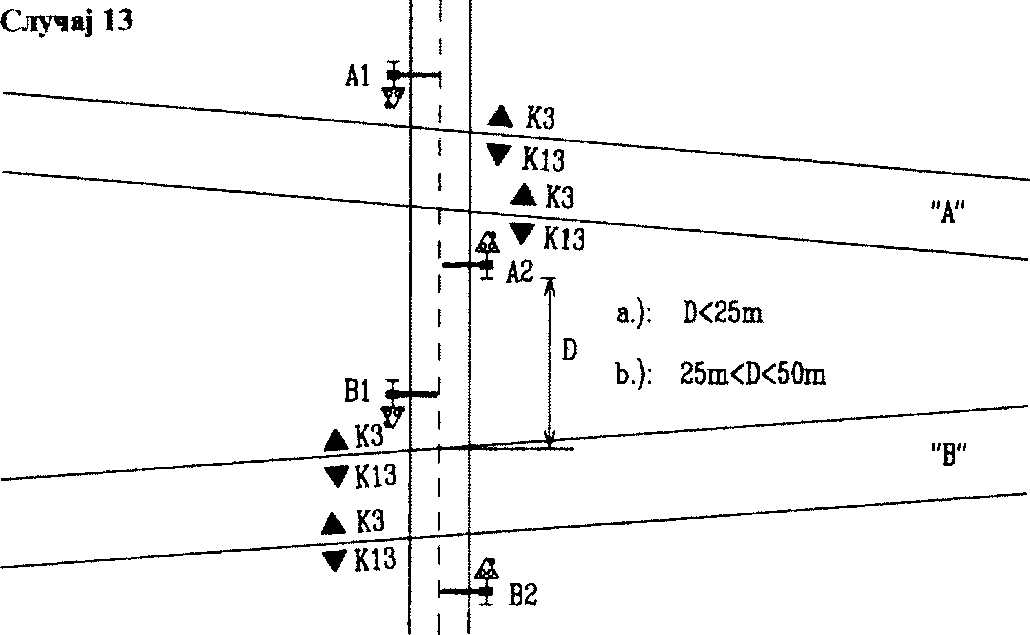 Случај 13
A1
K3
K13
K3
"A"
K13
A2
a.): D<25m
D
b.): 25m<D<50m
B1
K3
"B"
K13
K3
K13
B2